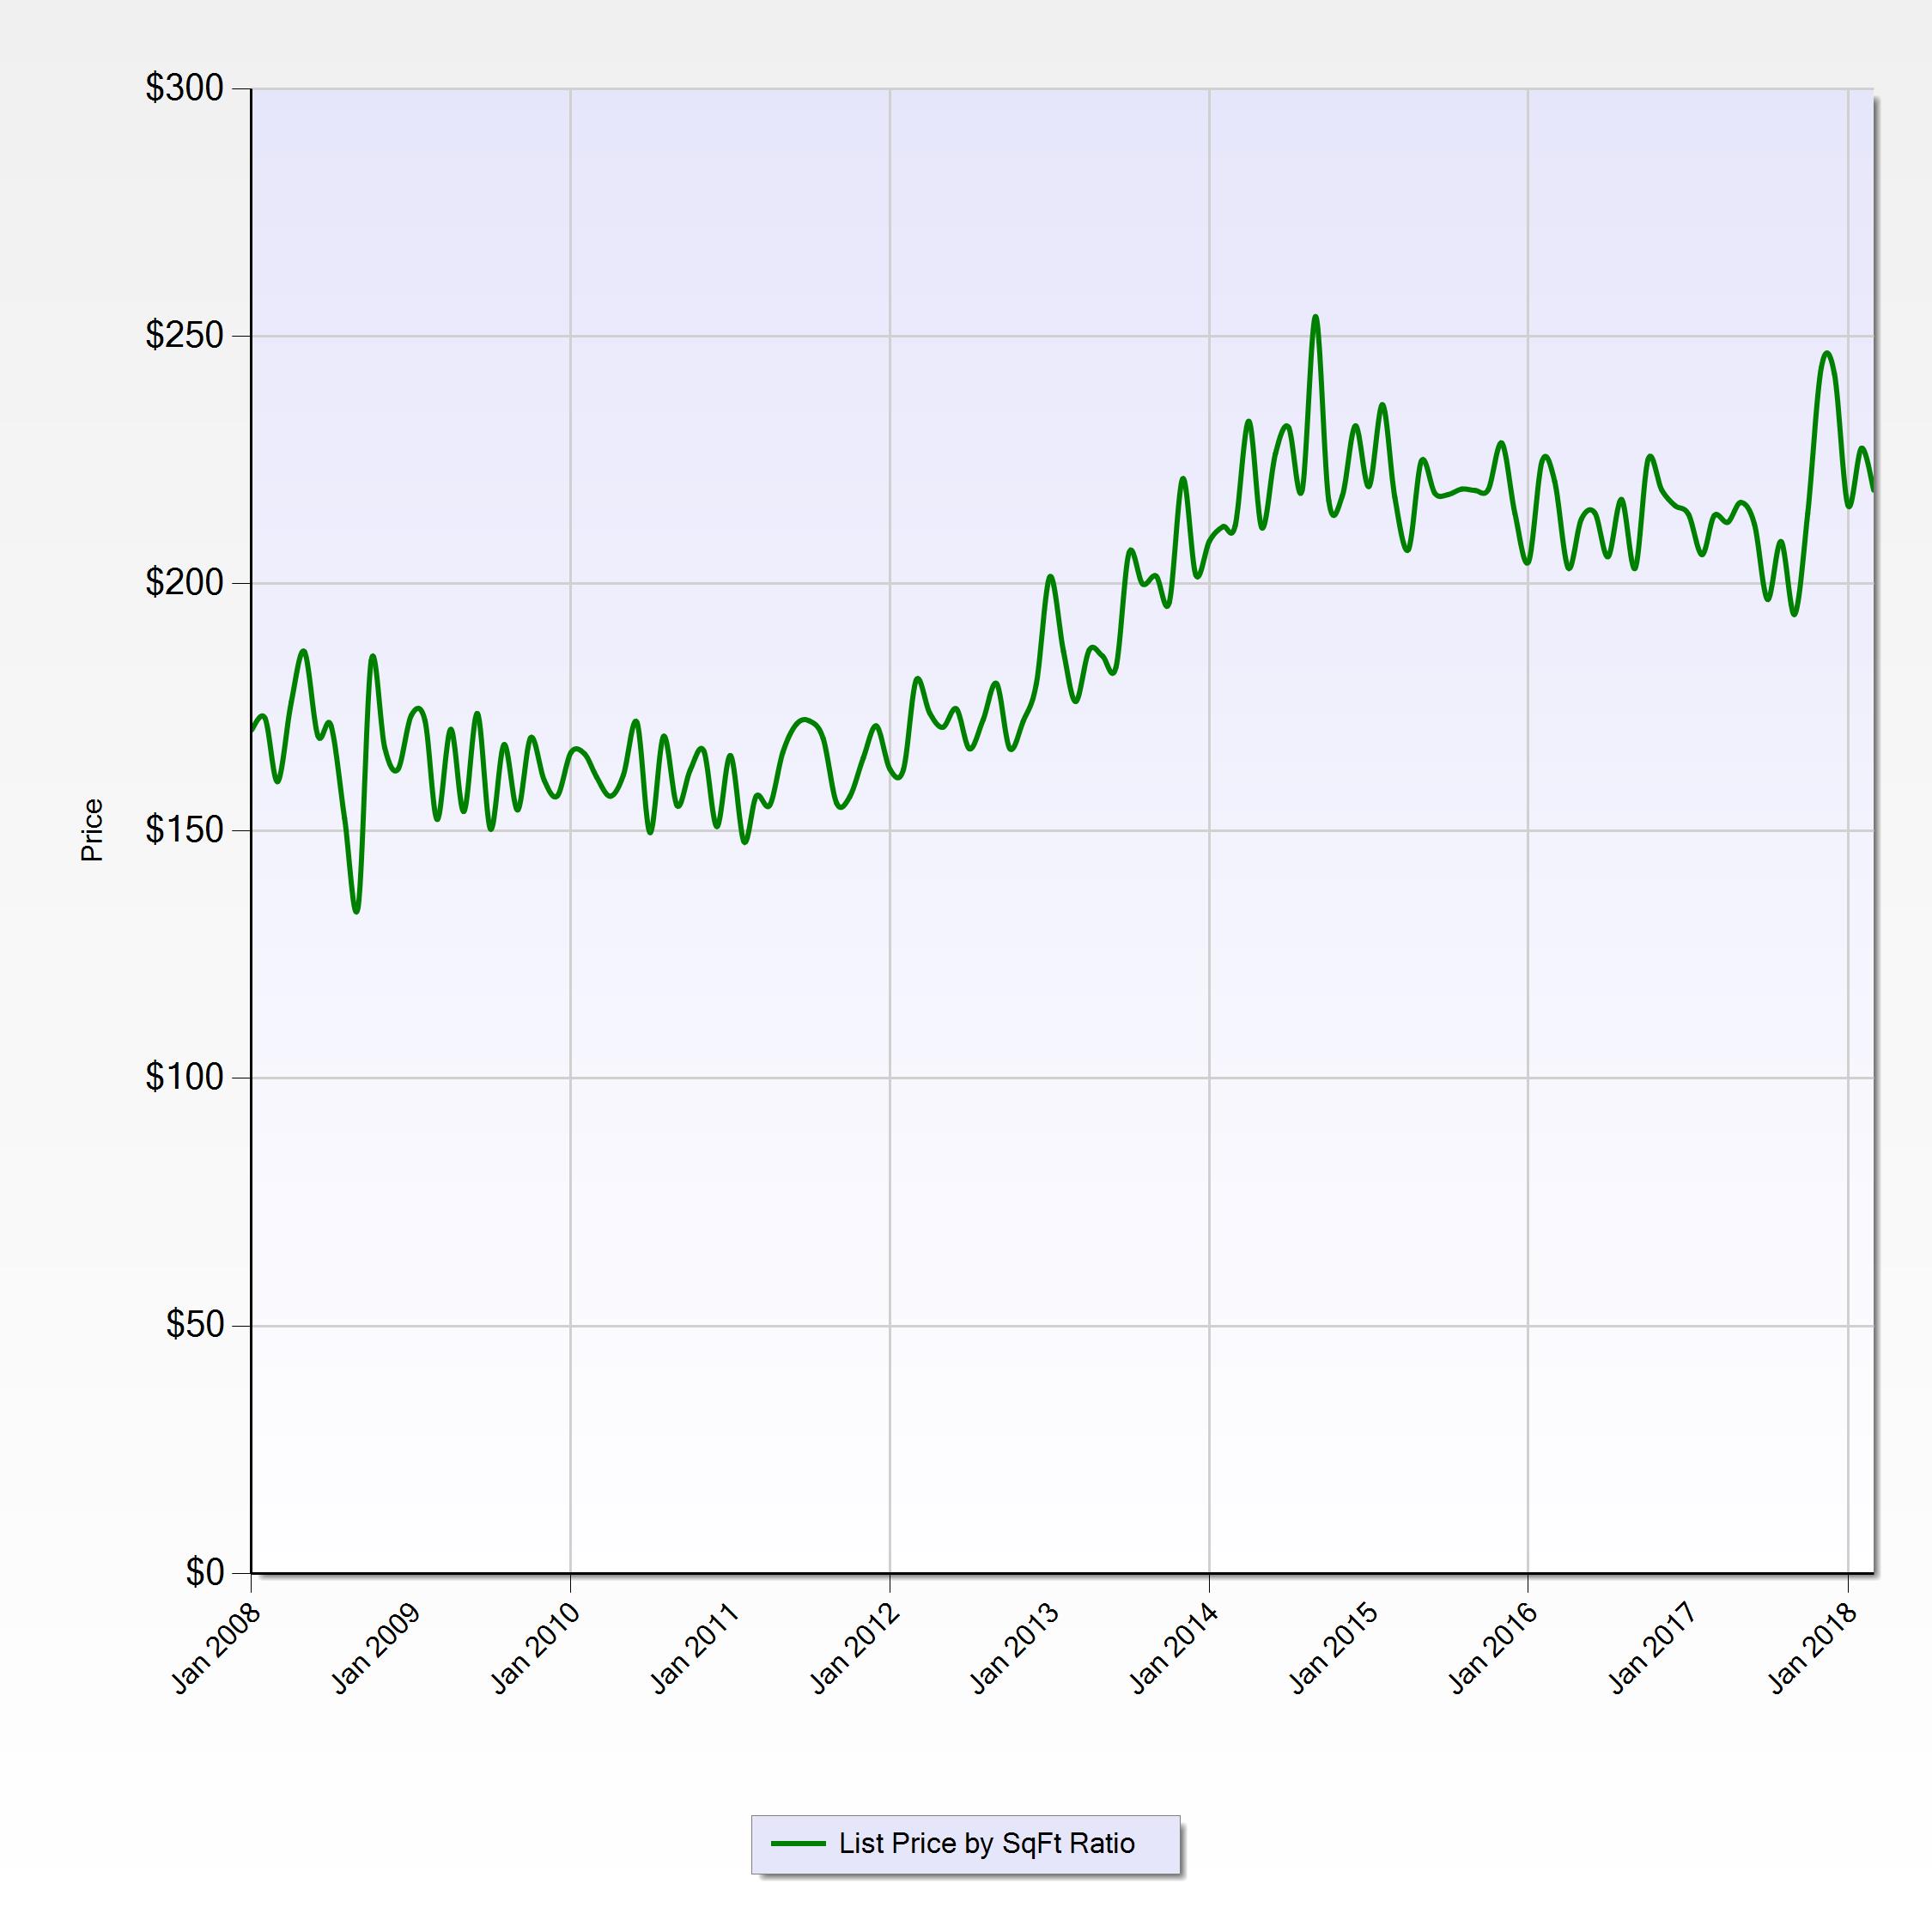 $300
$250
$200
$150
$100
$50
$0
Price
Jan 2008
Jan 2009
Jan 2010
Jan 2011
Jan 2012
Jan 2013
Jan 2014
Jan 2015
Jan 2016
Jan 2017
Jan 2018
List Price by SqFt Ratio